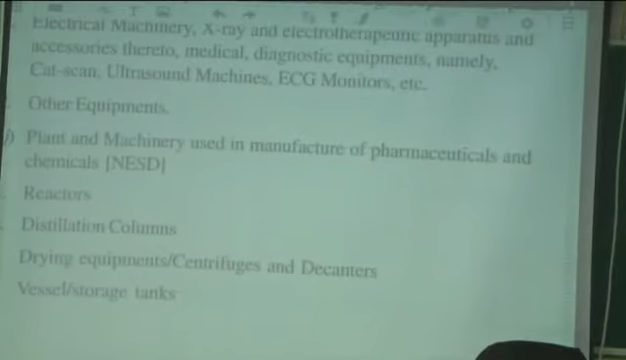 Electrical Machinery, X-ray and electrotherapeutic apparatus and
accessories thereto, medical, diagnostic equipments, namely,
Cat-scan, Ultrasound Machines, ECG Monitors, etc.
Other Equipments.
Plant and Machinery used in manufacture of pharmaceuticals and
chemicals [NESD]
Reactors
Distillation Columns
Drying equipments/Centrifuges and Decanters
Vessel/storage tanks